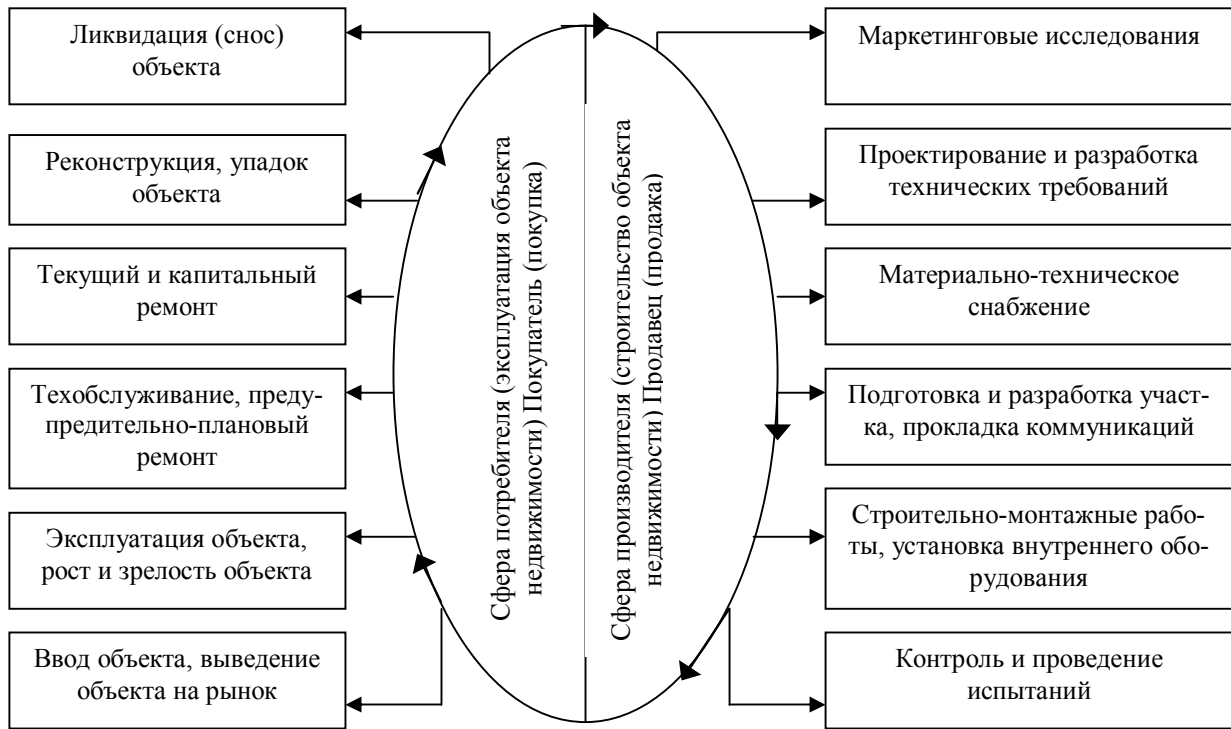 Ликвидация (снос)
объекта
Реконструкция, упадок
объекта
Текущий и капитальный
ремонт
Техобслуживание, преду-
предительно-плановый
ремонт
Эксплуатация объекта,
рост и зрелость объекта
Ввод объекта, выведение
объекта на рынок
Сфера потребителя (эксплуатация объекта
недвижимости) Покупатель (покупка)
Сфера производителя (строительство объекта
недвижимости) Продавец (продажа)
Маркетинговые исследования
Проектирование и разработка
технических требований
Материально-техническое
снабжение
Подготовка и разработка участ-
ка, прокладка коммуникаций
Строительно-монтажные рабо-
ты, установка внутреннего обо-
рудования
Контроль и проведение
испытаний